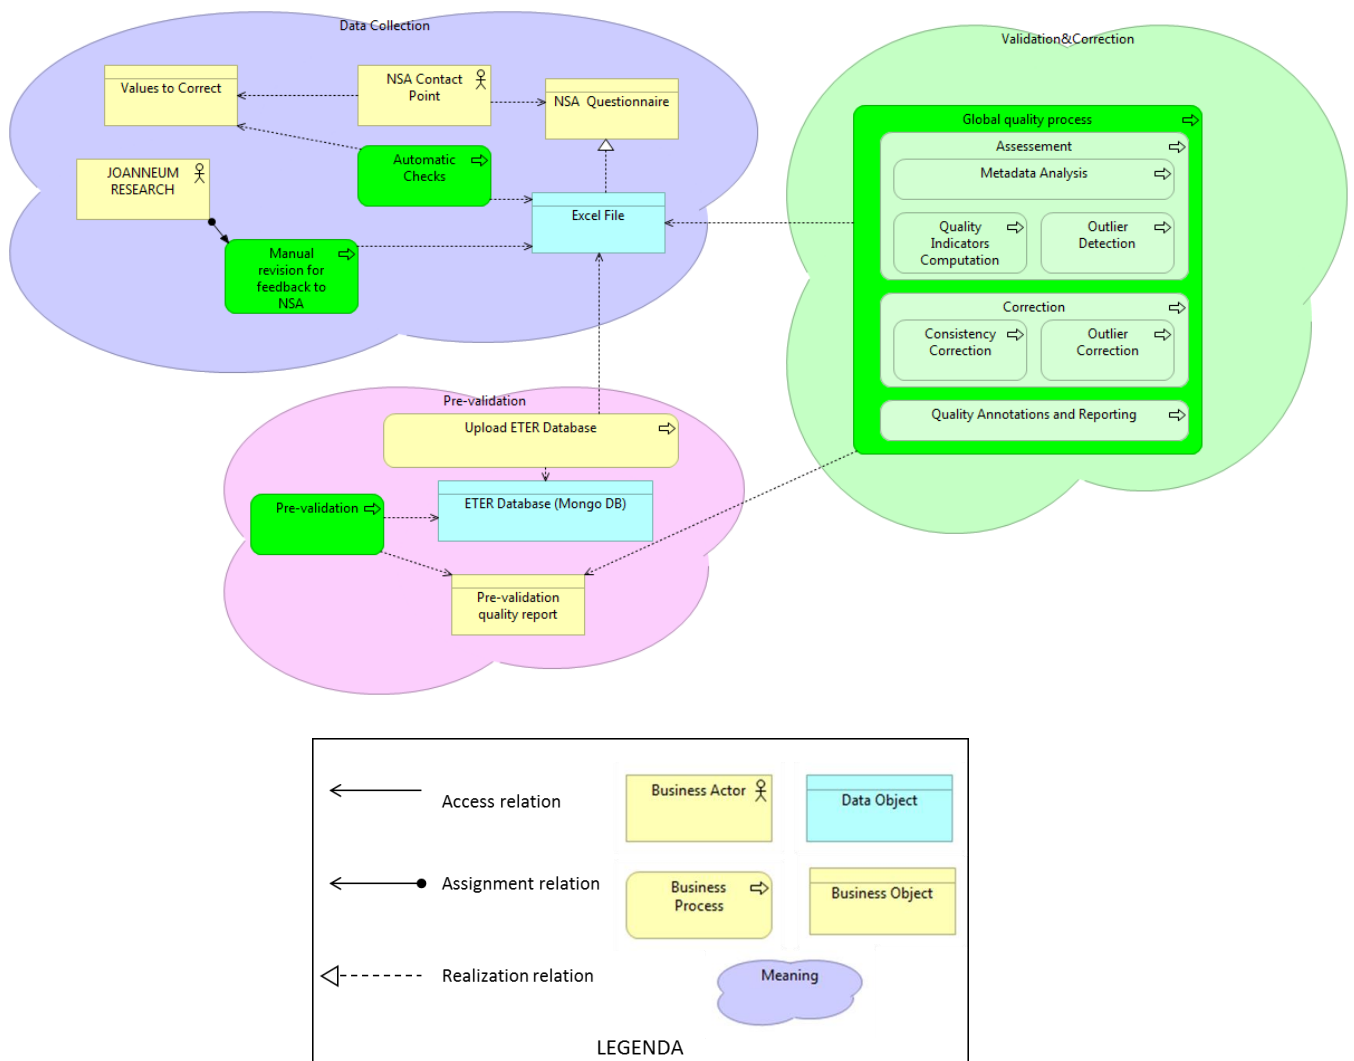 Data Collection
Values to Correct
NSA Contact
Point
NSA  Questionnaire
Automatic
Checks
JOANNEUM
RESEARCH
Excel File
Manual
revision for
feedback to
NSA
Validation&Correction
Global quality process
Assessement
Metadata Analysis
Quality
Indicators
Computation
Outlier
Detection
Correction
Consistency
Correction
Outlier
Correction
Quality Annotations and Reporting
Pre-validation
Upload ETER Database
ETER Database (Mongo DB)
Pre-validation
Pre-validation
quality report
Access relation
Business Actor
Data Object
Assignment relation
Business
Process
Business Object
Realization relation
Meaning
LEGENDA